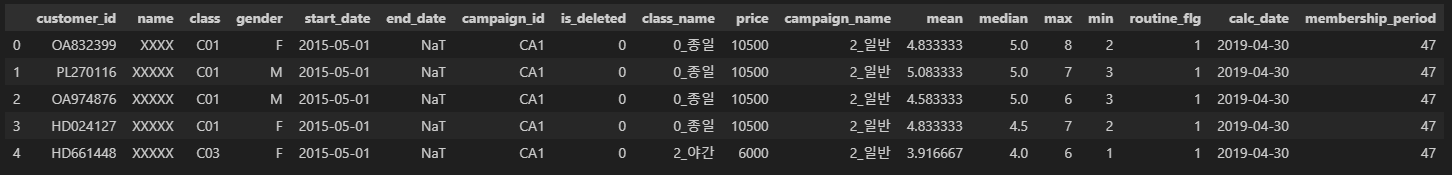 customer_id name class gender start_date end_date campaign_id is_deleted class_name price campaign_name mean median max min routine_flg calc_date membership_period
0 OA832399 XXXX C01 F 2015-05-01 NaT CA1 0 0_종일 10500 2_일반 4.833333 5.0 8 2 1 2019-04-30 47
1 PL270116 XXXXX C01 M 2015-05-01 NaT CA1 0 0_종일 10500 2_일반 5.083333 5.0 7 3 1 2019-04-30 47
2 OA974876 XXXXX C01 M 2015-05-01 NaT CA1 0 0_종일 10500 2_일반 4.583333 5.0 6 3 1 2019-04-30 47
3 HD024127 XXXXX C01 F 2015-05-01 NaT CA1 0 0_종일 10500 2_일반 4.833333 4.5 7 2 1 2019-04-30 47
4 HD661448 XXXXX C03 F 2015-05-01 NaT CA1 0 2_야간 6000 2_일반 3.916667 4.0 6 1 1 2019-04-30 47